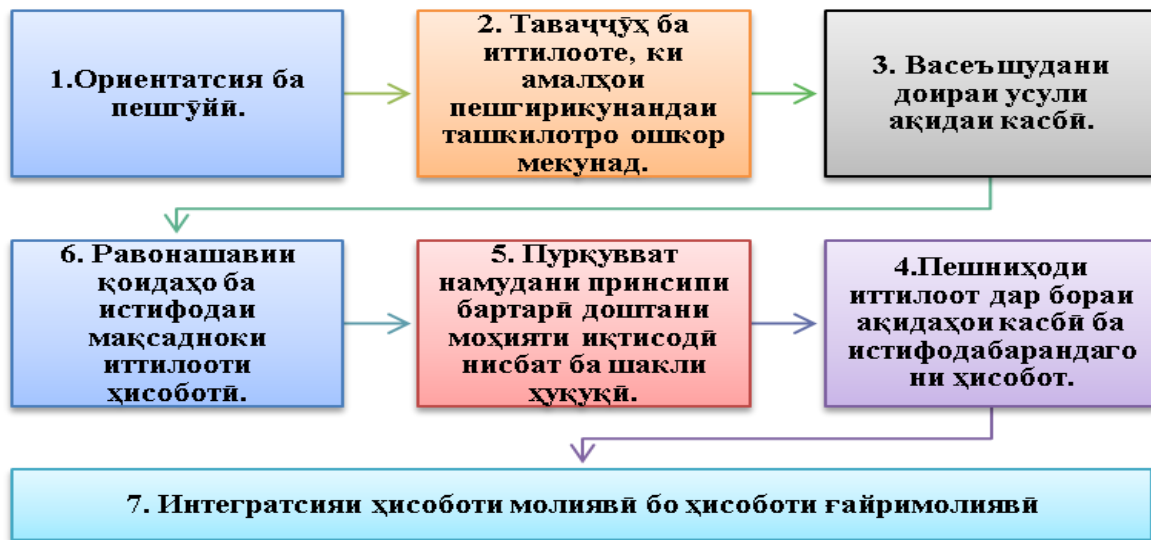 1.Ориентатсия ба
пешгӯйӣ.
2. Таваҷҷӯҳ ба
иттилооте, ки
амалҳои
пешгирикунандаи
ташкилотро ошкор
мекунад.
3. Васеъшудани
доираи усули
ақидаи касбӣ.
6. Равонашавии
қоидаҳо ба
истифодаи
мақсадноки
иттилооти
ҳисоботӣ.
5. Пурқувват
намудани принсипи
бартарӣ доштани
моҳияти иқтисодӣ
нисбат ба шакли
ҳуқуқӣ.
4.Пешниҳоди
иттилоот дар бораи
ақидаҳои касбӣ ба
истифодабарандаго
ни ҳисобот.
7. Интегратсияи ҳисоботи молиявӣ бо ҳисоботи ғайримолиявӣ